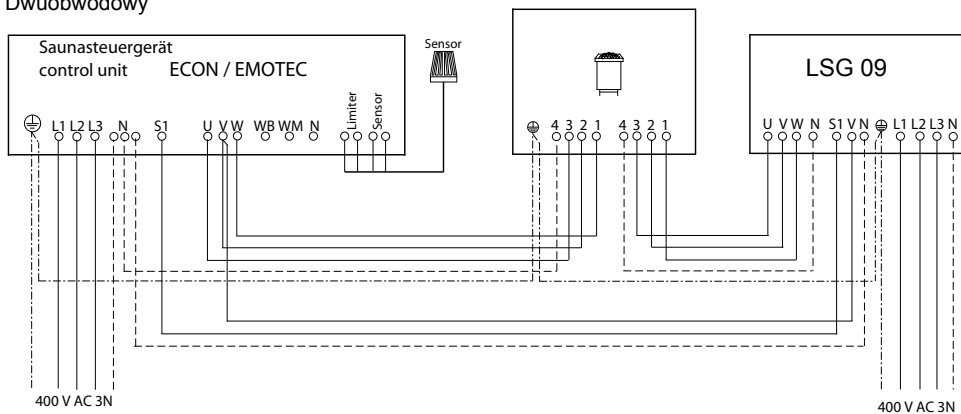 Dwuobwodowy
Saunasteuergerät
control unit ECON / EMOTEC
Sensor
LSG 09
Limiter
Sensor
L1 L2 L3 N S1 U V W WB WM N
4 3 2 1 4 3 2 1
U V W N S1 V N L1 L2 L3 N
400 V AC 3N
400 V AC 3N